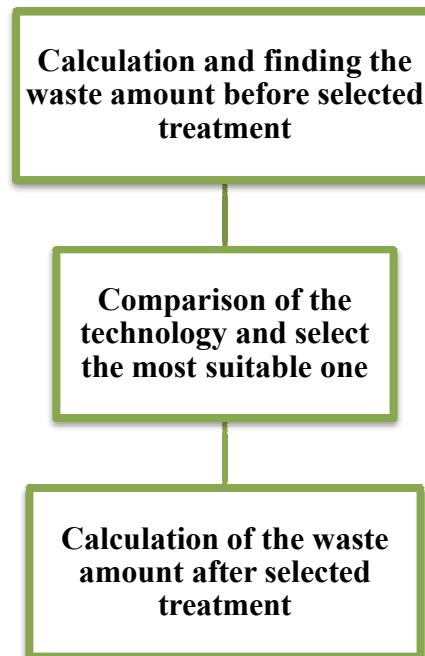 Calculation and finding the
waste amount before selected
treatment
Comparison of the
technology and select
the most suitable one
Calculation of the waste
amount after selected
treatment